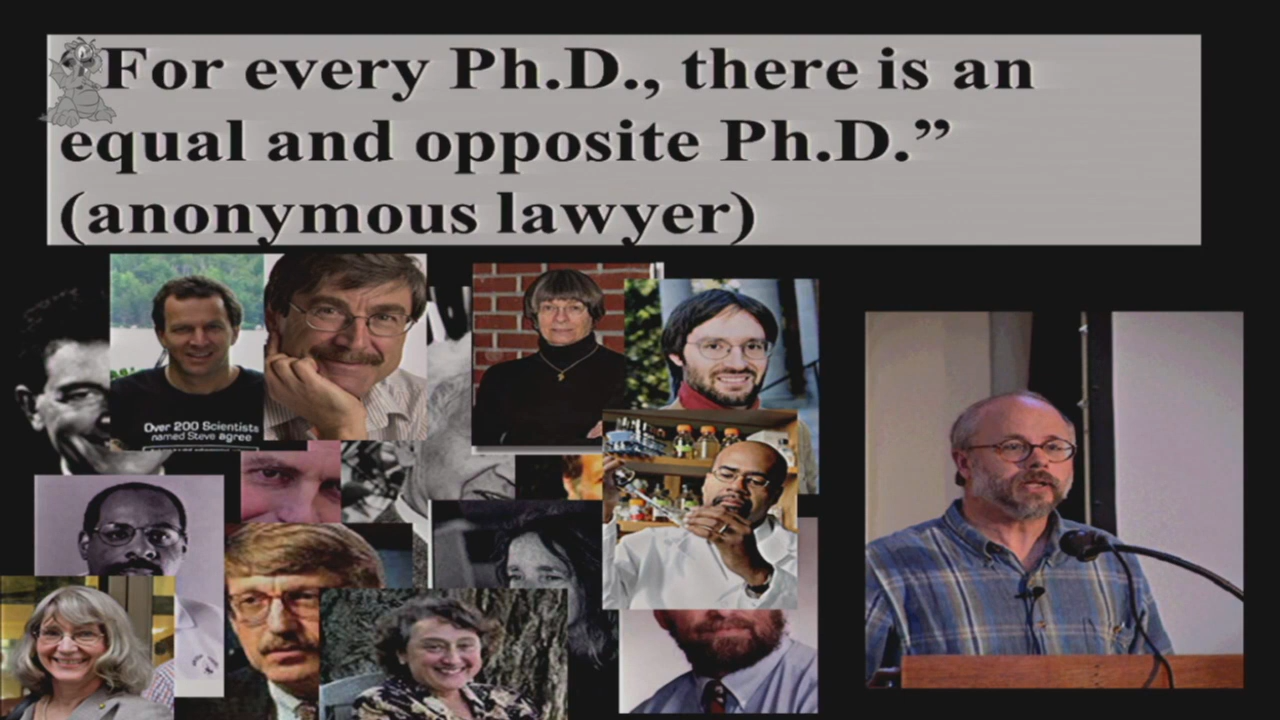 For every Ph.D., there is an
equal and opposite Ph.D.”
(anonymous lawyer)
Over 200 Scientists
named Steve agree